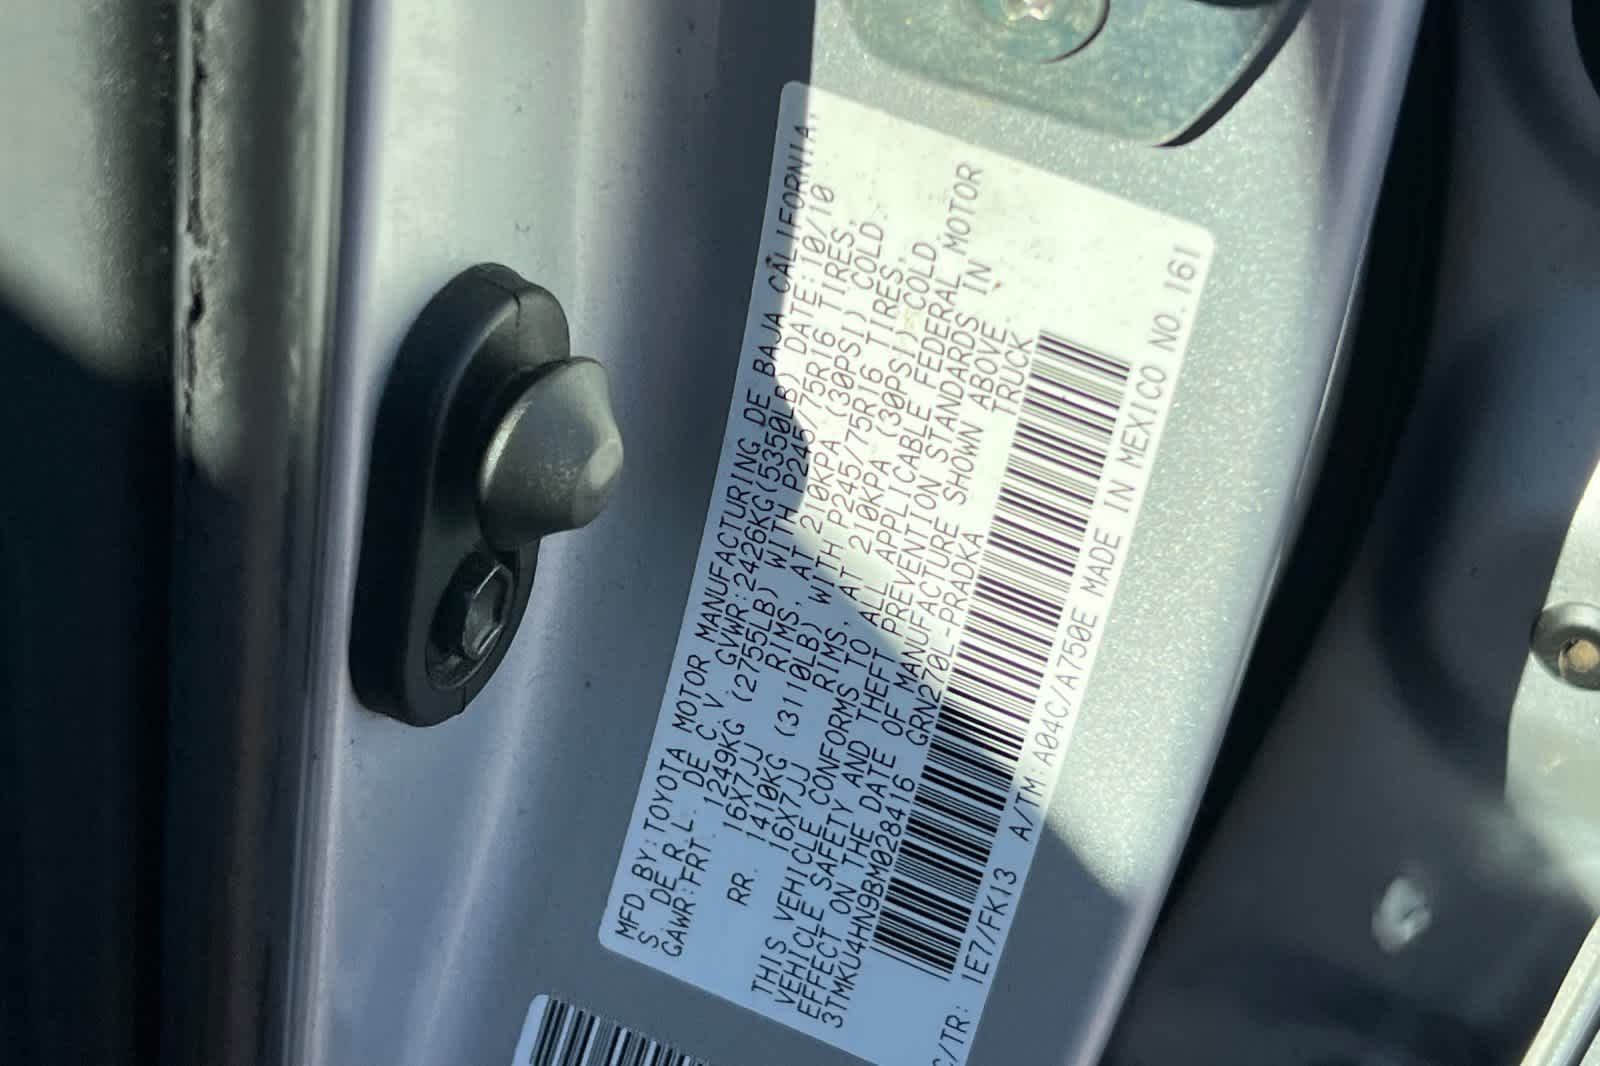 MFD BY:TOYOTA MOTOR MANUFACTURING DE BAJA CALIFORNIA,
S. DE R.L. DE C.V. GVWR:2426KG(5350LB) DATE:10/10
GAWR:FRT. 1249KG (2755LB) WITH P245/75R16 TIRES,
16X7JJ RIMS, AT 210KPA (30PSI) COLD.
RR. 1410KG (3110LB) WITH P245/75R16 TIRES,
16X7JJ RIMS, AT 210KPA (30PSI) COLD
THIS VEHICLE CONFORMS TO ALL APPLICABLE FEDERAL MOTOR
VEHICLE SAFETY AND THEFT PREVENTION STANDARDS IN
EFFECT ON THE DATE OF MANUFACTURE SHOWN ABOVE.
3TMKU4HN9BM028416 GRN270L-PRADKA TRUCK
C/TR: 1E7/FK13 A/TM: A04C/A750E MADE IN MEXICO NO.161